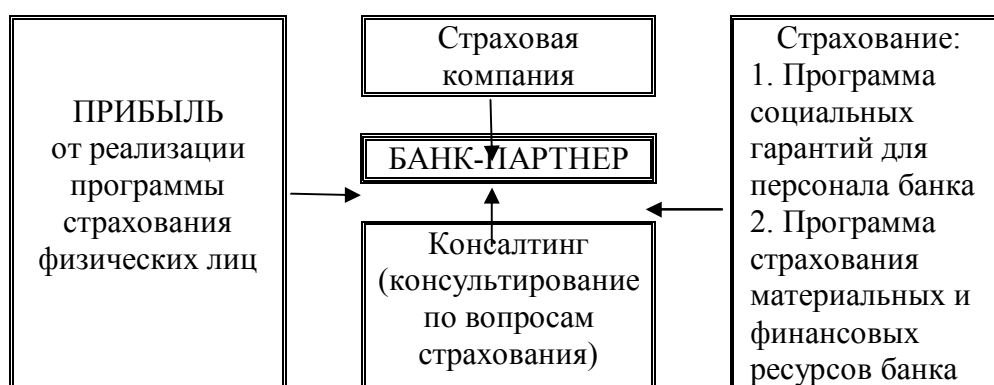 ПРИБЫЛЬ
от реализации
программы
страхования
физических лиц
Страховая
компания
БАНК-ПАРТНЕР
Консалтинг
(консультирование
по вопросам
страхования)
Страхование:
1. Программа
социальных
гарантий для
персонала банка
2. Программа
страхования
материальных и
финансовых
ресурсов банка